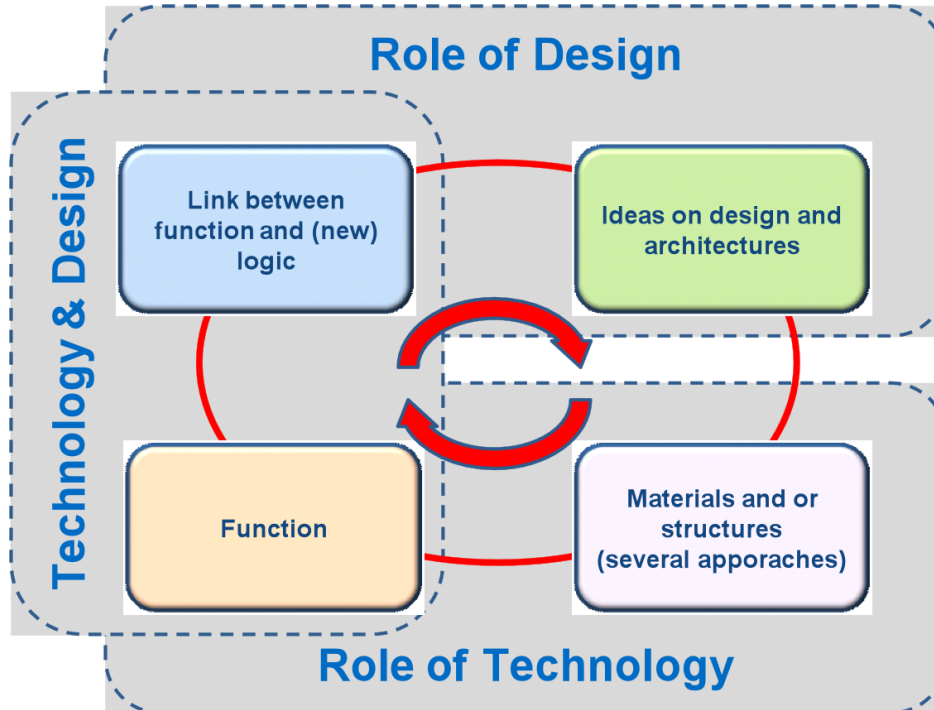 Role of Design
Technology & Design
Link between
function and (new)
logic
Ideas on design and
architectures
Function
Materials and or
structures
(several apporaches)
Role of Technology